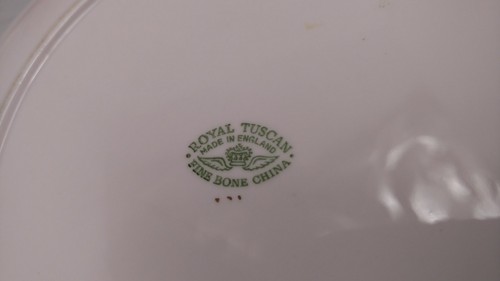 ROYAL TUSCAN
MADE IN ENGLAND
FINE BONE CHINA